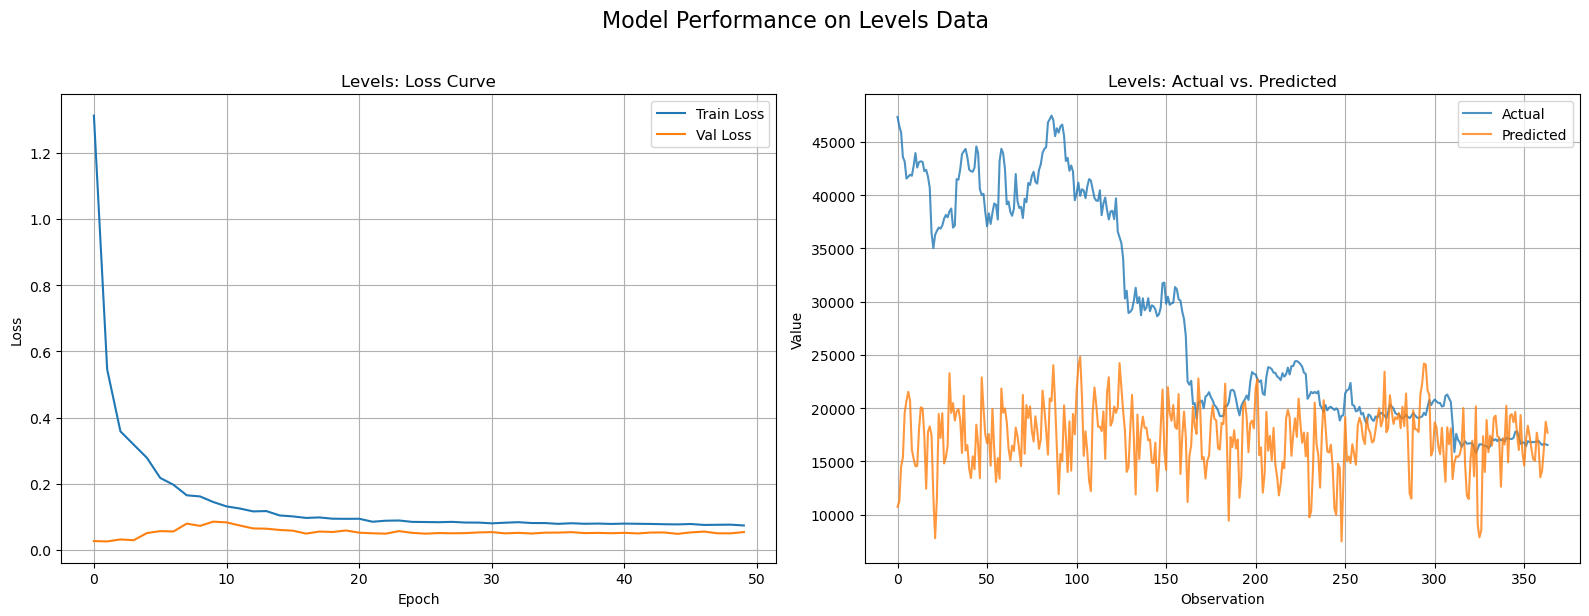 Model Performance on Levels Data
Levels: Loss Curve
Train Loss
Val Loss
1.2
1.0
0.8
0.6
0.4
0.2
0.0
Loss
0
10
20
30
40
50
Epoch
Levels: Actual vs. Predicted
Actual
Predicted
45000
40000
35000
30000
25000
20000
15000
10000
Value
0
50
100
150
200
250
300
350
Observation